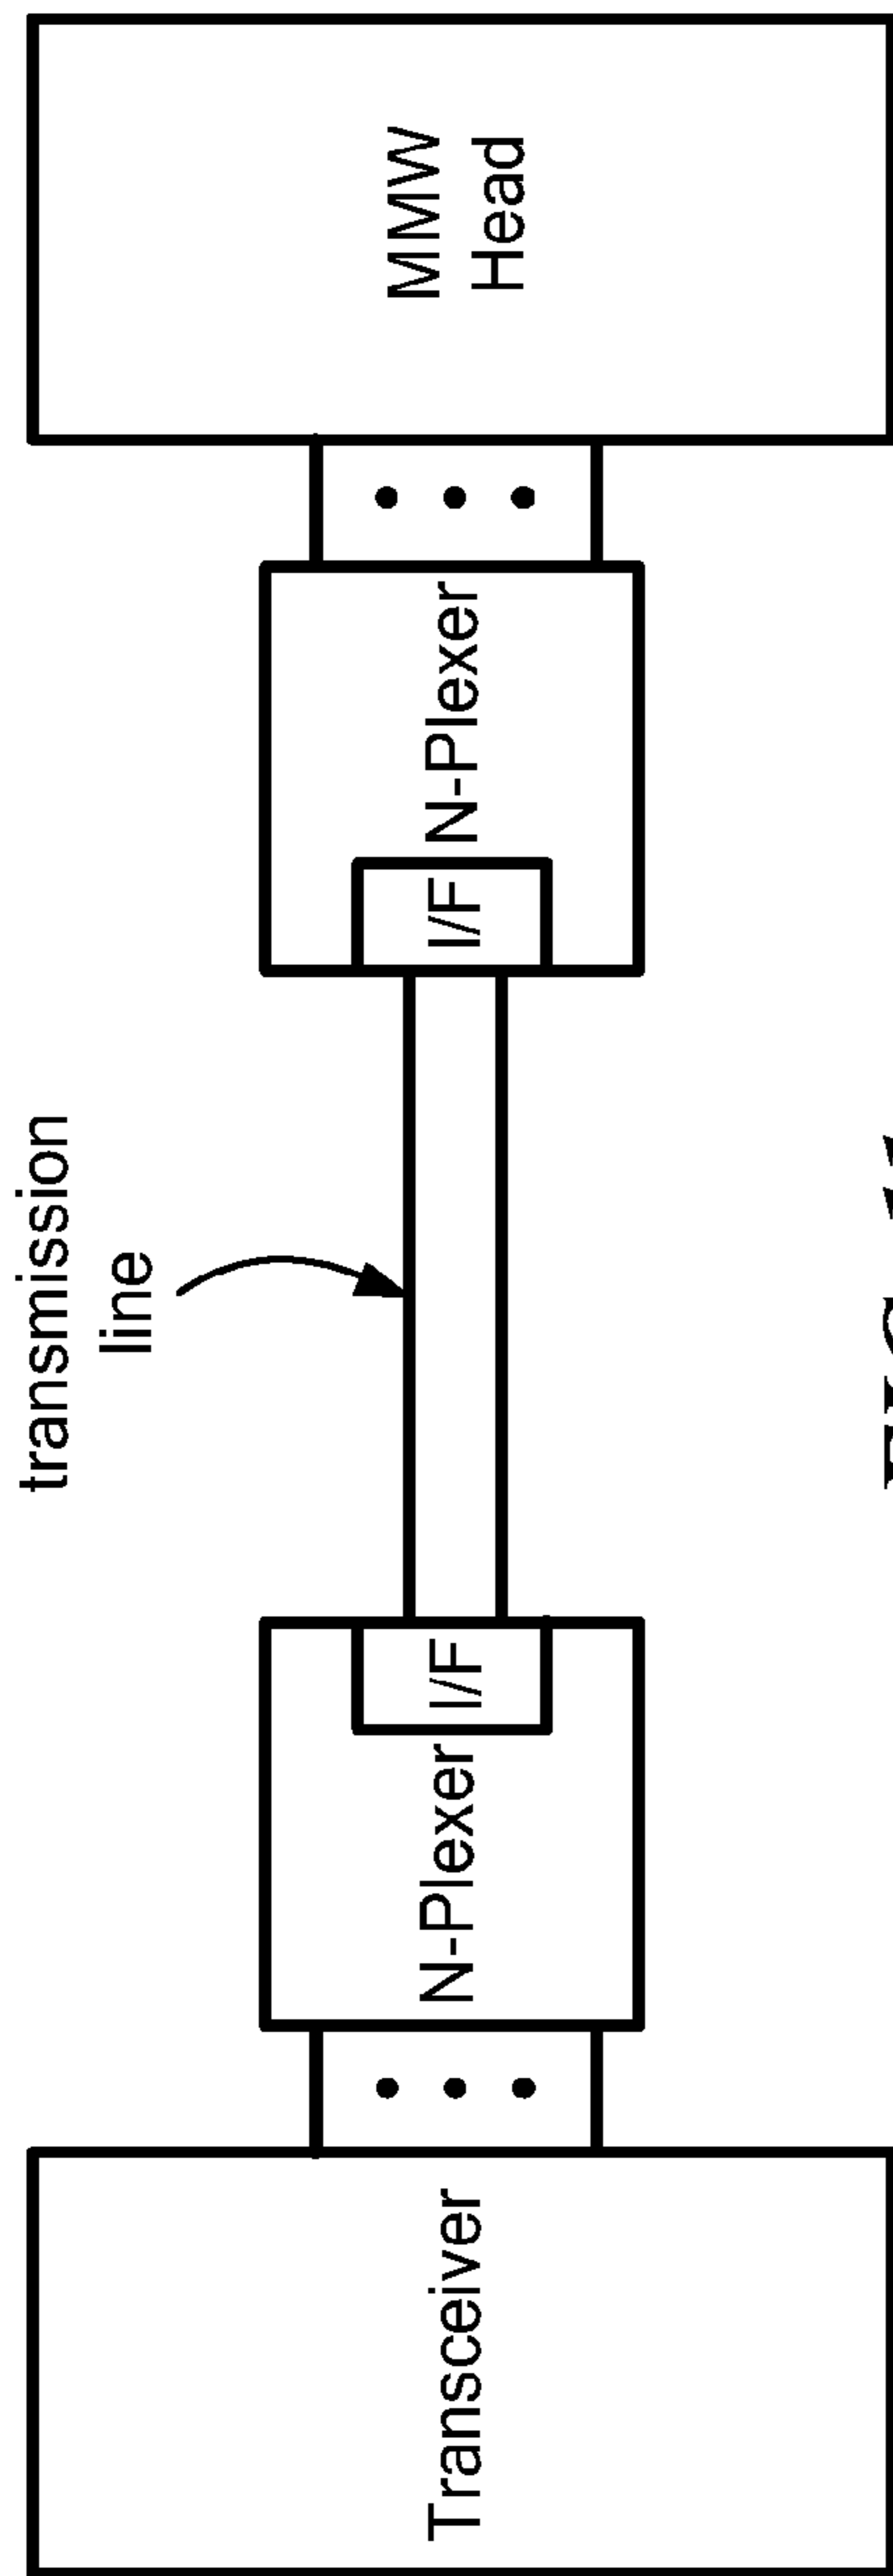 transmission
line
Transceiver
N-Plexer
I/F
I/F
N-Plexer
MMW
Head